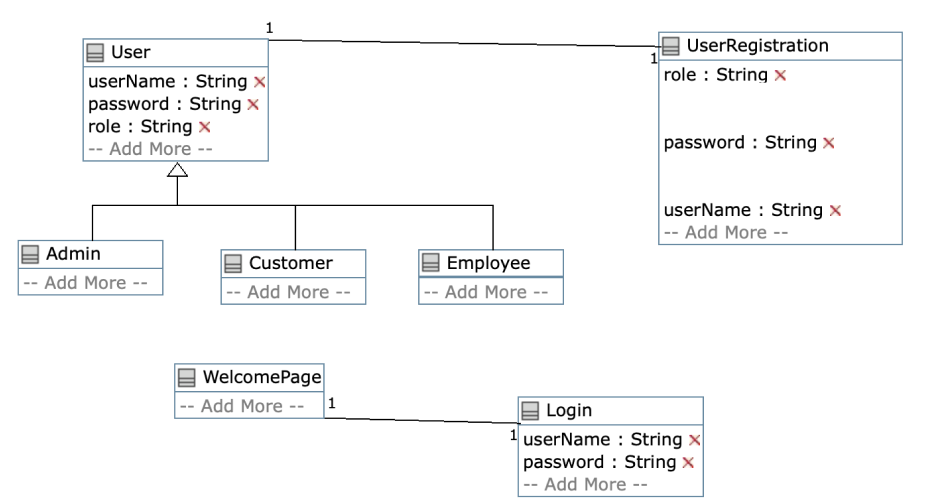 1
User
userName : String
password : String
role : String
-- Add More --
UserRegistration
1
role : String
password : String
userName : String
-- Add More --
Admin
-- Add More --
Customer
-- Add More --
Employee
-- Add More --
WelcomePage
-- Add More --
1
Login
1
userName : String
password : String
-- Add More --